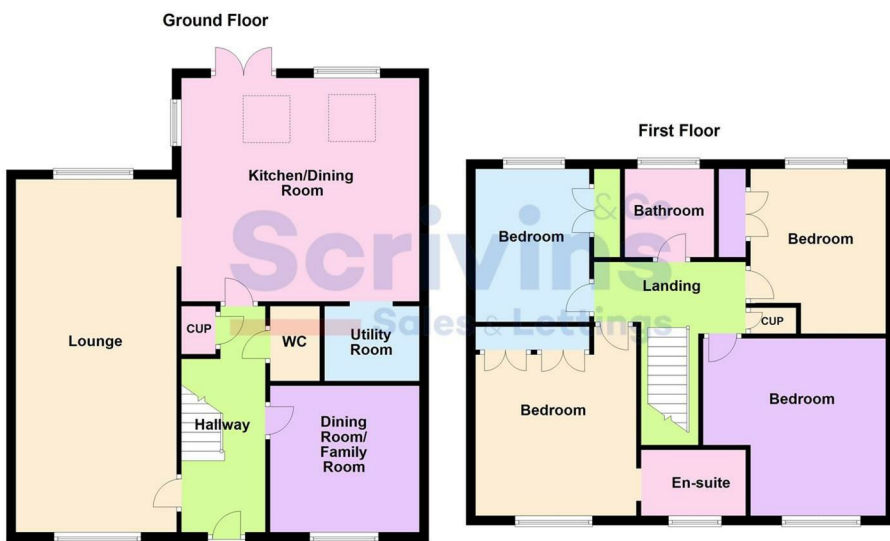 Ground Floor
Kitchen/Dining
Room
CUP
WC
Utility
Room
Lounge
Hallway
Dining
Room/
Family
Room
First Floor
Bedroom
Bathroom
Bedroom
Landing
CUP
Bedroom
Bedroom
En-suite
Scrivins
&Co
Sales & Lettings